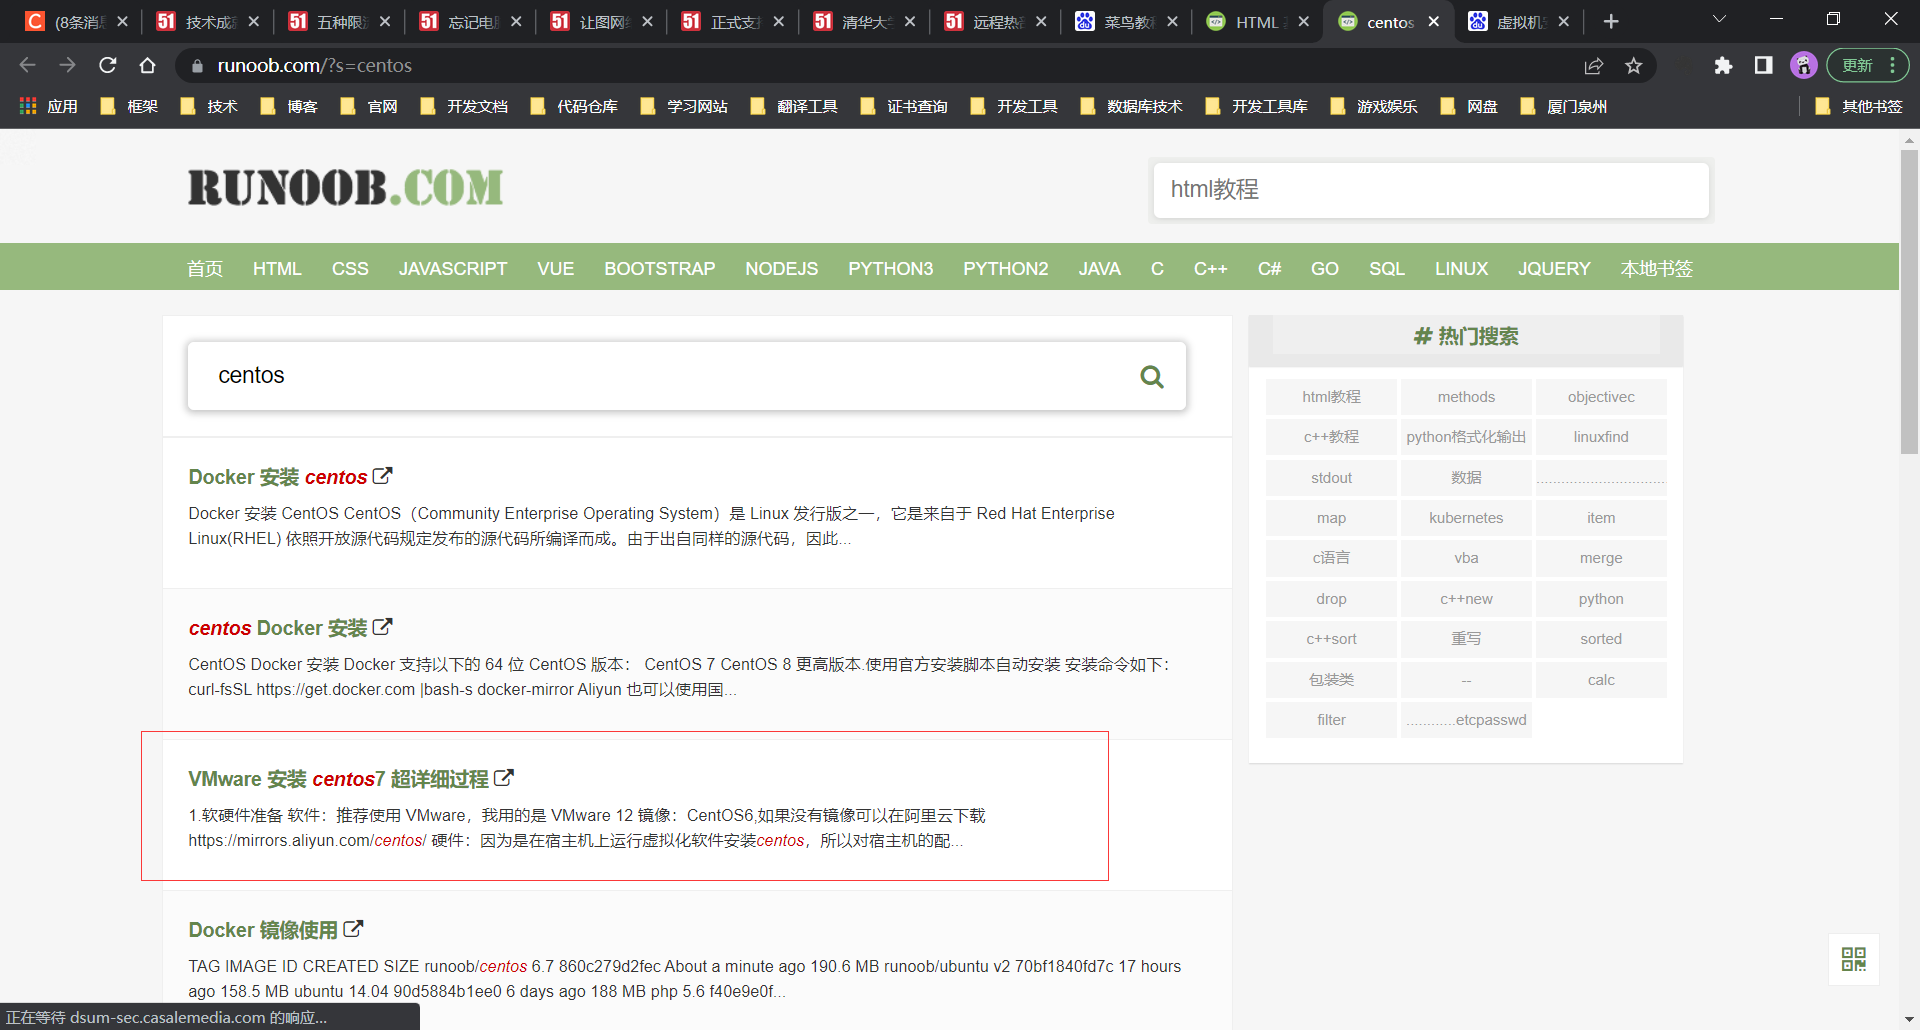 (8条消息
技术成
五种限
忘记电
让图网
正式支
清华大
远程热
菜鸟教程
HTML
centos
虚拟机
runoob.com/?s=centos
更新
应用 框架 技术 博客 官网 开发文档 代码仓库 学习网站 翻译工具 证书查询 开发工具 数据库技术 开发工具库 游戏娱乐 网盘 厦门泉州 其他书签
RUNOOB.COM
html教程
首页 HTML CSS JAVASCRIPT VUE BOOTSTRAP NODEJS PYTHON3 PYTHON2 JAVA C C++ C# GO SQL LINUX JQUERY 本地书签
centos
Docker 安装 centos
Docker 安装 CentOS CentOS（Community Enterprise Operating System）是 Linux 发行版之一，它是来自于 Red Hat Enterprise
Linux(RHEL) 依照开放源代码规定发布的源代码所编译而成。由于出自同样的源代码，因此...
centos Docker 安装
CentOS Docker 安装 Docker 支持以下的 64 位 CentOS 版本： CentOS 7 CentOS 8 更高版本.使用官方安装脚本自动安装 安装命令如下：
curl-fsSL https://get.docker.com |bash-s docker-mirror Aliyun 也可以使用国...
VMware 安装 centos7 超详细过程
1.软硬件准备 软件：推荐使用 VMware，我用的是 VMware 12 镜像：CentOS6,如果没有镜像可以在阿里云下载
https://mirrors.aliyun.com/centos/ 硬件：因为是在宿主机上运行虚拟化软件安装centos，所以对宿主机的配...
Docker 镜像使用
TAG IMAGE ID CREATED SIZE runoob/centos 6.7 860c279d2fec About a minute ago 190.6 MB runoob/ubuntu v2 70bf1840fd7c 17 hours
ago 158.5 MB ubuntu 14.04 90d5884b1ee0 6 days ago 188 MB php 5.6 f40e9e0f...
# 热门搜索
html教程 methods objectivec
c++教程 python格式化输出 linuxfind
stdout 数据 ................................
map kubernetes item
c语言 vba merge
drop c++new python
c++sort 重写 sorted
包装类 -- calc
filter ............etcpasswd
正在等待 dsum-sec.casalemedia.com 的响应...